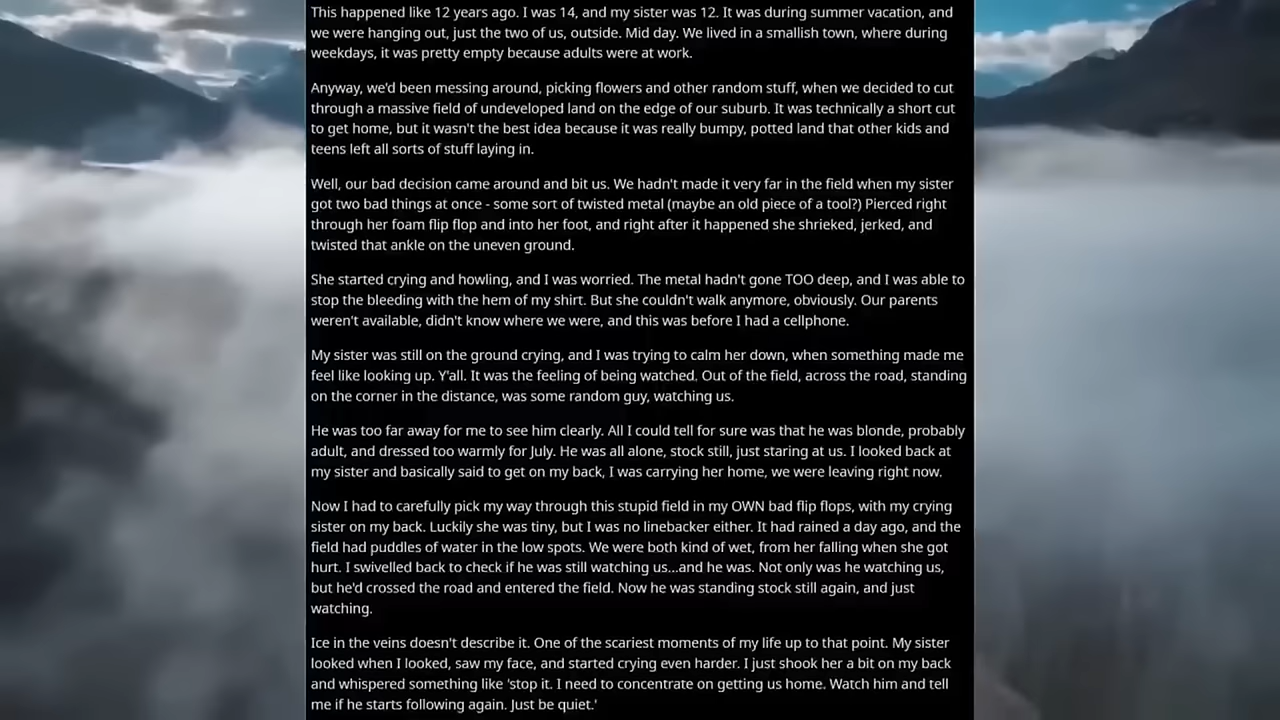 This happened like 12 years ago. I was 14, and my sister was 12. It was during summer vacation, and
we were hanging out, just the two of us, outside. Mid day. We lived in a smallish town, where during
weekdays, it was pretty empty because adults were at work.
Anyway, we'd been messing around, picking flowers and other random stuff, when we decided to cut
through a massive field of undeveloped land on the edge of our suburb. It was technically a short cut
to get home, but it wasn't the best idea because it was really bumpy, potted land that other kids and
teens left all sorts of stuff laying in.
Well, our bad decision came around and bit us. We hadn't made it very far in the field when my sister
got two bad things at once - some sort of twisted metal (maybe an old piece of a tool?) Pierced right
through her foam flip flop and into her foot, and right after it happened she shrieked, jerked, and
twisted that ankle on the uneven ground.
She started crying and howling, and I was worried. The metal hadn't gone TOO deep, and I was able to
stop the bleeding with the hem of my shirt. But she couldn't walk anymore, obviously. Our parents
weren't available, didn't know where we were, and this was before I had a cellphone.
My sister was still on the ground crying, and I was trying to calm her down, when something made me
feel like looking up. Y'all. It was the feeling of being watched. Out of the field, across the road, standing
on the corner in the distance, was some random guy, watching us.
He was too far away for me to see him clearly. All I could tell for sure was that he was blonde, probably
adult, and dressed too warmly for July. He was all alone, stock still, just staring at us. I looked back at
my sister and basically said to get on my back, I was carrying her home, we were leaving right now.
Now I had to carefully pick my way through this stupid field in my OWN bad flip flops, with my crying
sister on my back. Luckily she was tiny, but I was no linebacker either. It had rained a day ago, and the
field had puddles of water in the low spots. We were both kind of wet, from her falling when she got
hurt. I swivelled back to check if he was still watching us...and he was. Not only was he watching us,
but he'd crossed the road and entered the field. Now he was standing stock still again, and just
watching.
Ice in the veins doesn't describe it. One of the scariest moments of my life up to that point. My sister
looked when I looked, saw my face, and started crying even harder. I just shook her a bit on my back
and whispered something like 'stop it. I need to concentrate on getting us home. Watch him and tell
me if he starts following again. Just be quiet.'